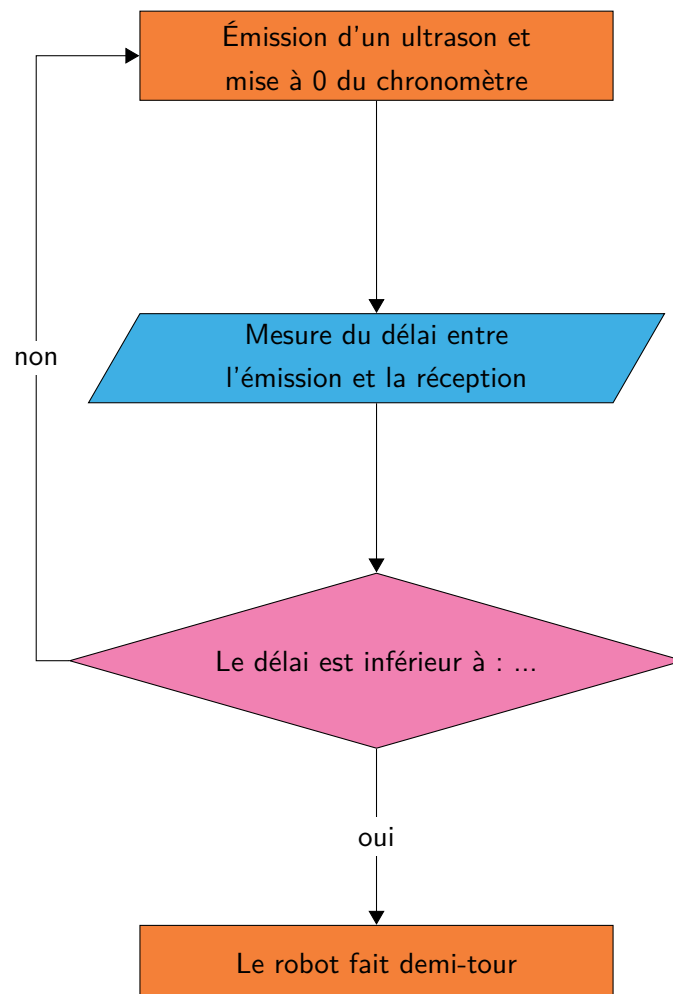 Émission d'un ultrason et
mise à 0 du chronomètre
Mesure du délai entre
l'émission et la réception
non
Le délai est inférieur à : ...
oui
Le robot fait demi-tour